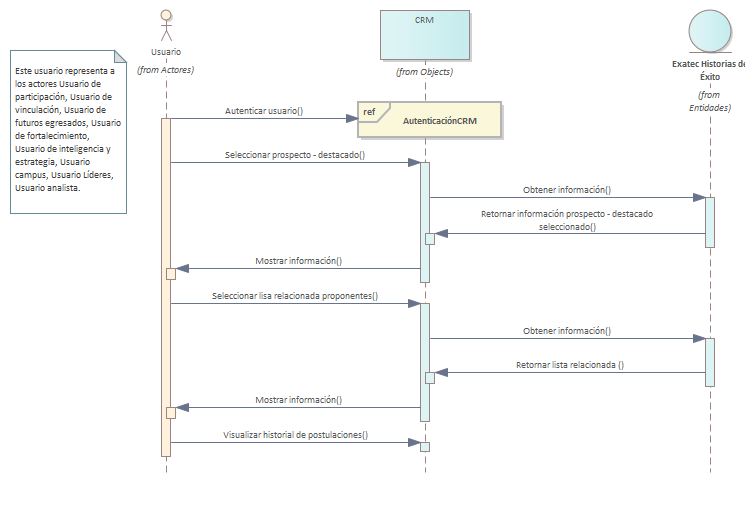 CRM
Usuario
(from Actores)
(from Objects)
Exatec Historias de
Éxito
(from
Entidades)
Este usuario representa a
los actores Usuario de
participación, Usuario de
vinculación, Usuario de
futuros egresados, Usuario
de fortalecimiento,
Usuario de inteligencia y
estrategia, Usuario
campus, Usuario Líderes,
Usuario analista.
Autenticar usuario()
ref
AutenticaciónCRM
Seleccionar prospecto - destacado()
Obtener información()
Retornar información prospecto - destacado
seleccionado()
Mostrar información()
Seleccionar lisa relacionada proponentes()
Obtener información()
Retornar lista relacionada ()
Mostrar información()
Visualizar historial de postulaciones()